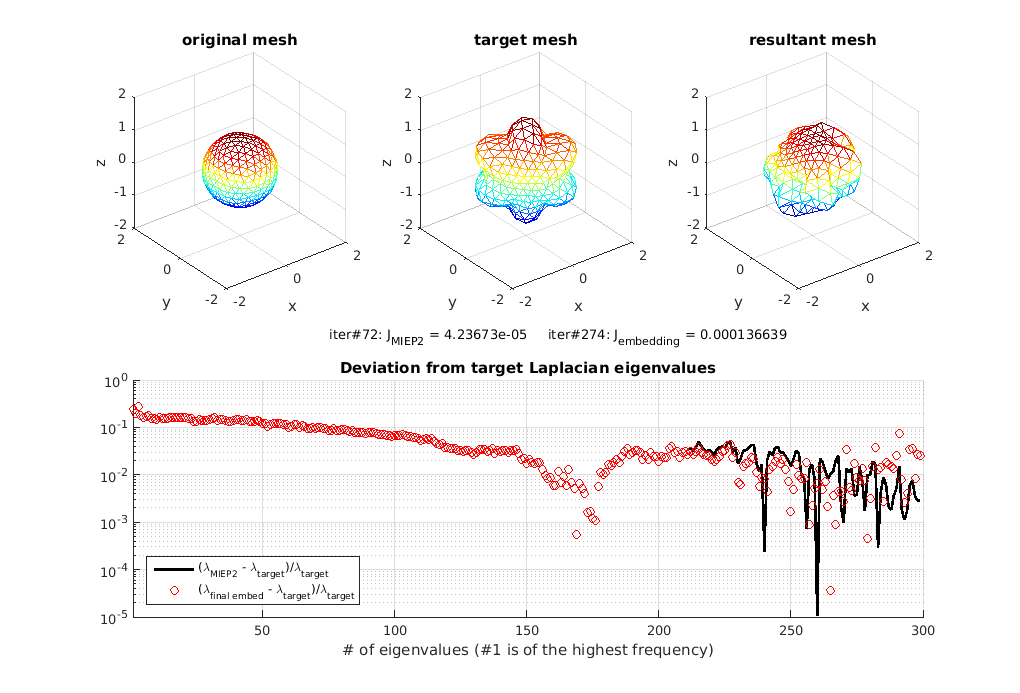 original mesh
target mesh
resultant mesh
2
1
0
-1
-2
z
2
0
-2
y
-2
0
2
x
2
1
0
-1
-2
z
2
0
-2
y
-2
0
2
x
2
1
0
-1
-2
z
2
0
-2
y
-2
0
2
x
iter#72: J_MIEP2 = 4.23673e-05 iter#274: J_embedding = 0.000136639
Deviation from target Laplacian eigenvalues
10^0
10^-1
10^-2
10^-3
10^-4
10^-5
(λ_MIEP2 - λ_target)/λ_target
(λ_final embed - λ_target)/λ_target
50 100 150 200 250 300
# of eigenvalues (#1 is of the highest frequency)